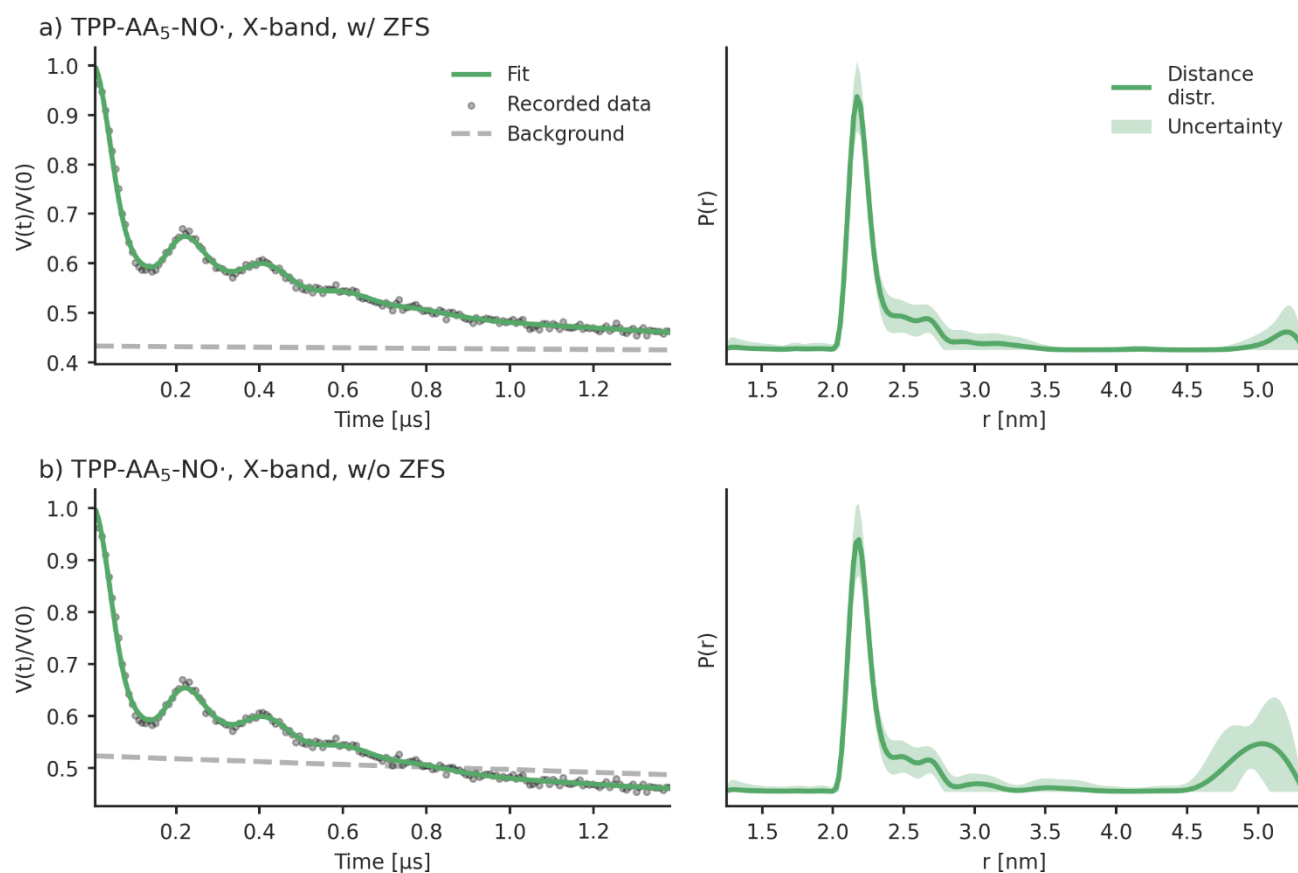 a) TPP-AA₅-NO·, X-band, w/ ZFS
1.0
0.9
0.8
0.7
0.6
0.5
0.4
V(t)/V(0)
Fit
Recorded data
Background
0.2 0.4 0.6 0.8 1.0 1.2
Time [μs]
P(r)
Distance
distr.
Uncertainty
1.5 2.0 2.5 3.0 3.5 4.0 4.5 5.0
r [nm]
b) TPP-AA₅-NO·, X-band, w/o ZFS
1.0
0.9
0.8
0.7
0.6
0.5
V(t)/V(0)
0.2 0.4 0.6 0.8 1.0 1.2
Time [μs]
P(r)
1.5 2.0 2.5 3.0 3.5 4.0 4.5 5.0
r [nm]